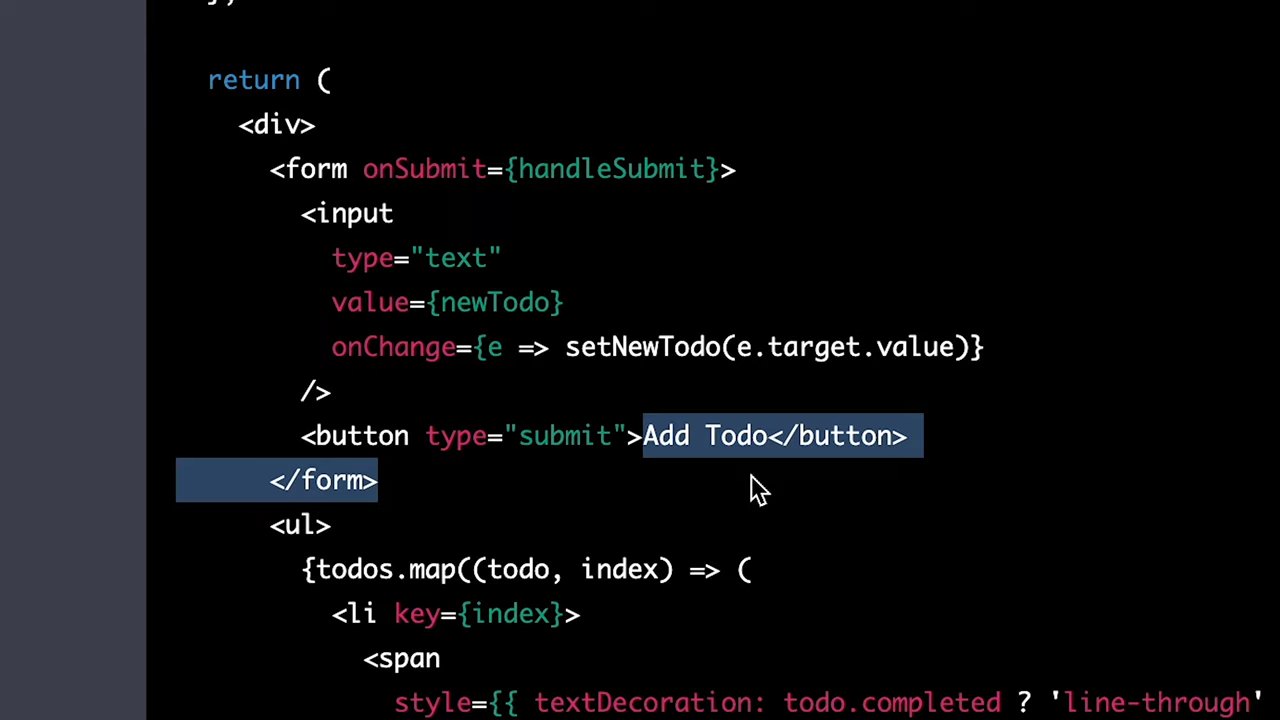 };
return (
<div>
<form onSubmit={handleSubmit}>
<input
type="text"
value={newTodo}
onChange={e => setNewTodo(e.target.value)}
/>
<button type="submit">Add Todo</button>
</form>
<ul>
{todos.map((todo, index) => (
<li key={index}>
<span
style={{ textDecoration: todo.completed ? 'line-through'